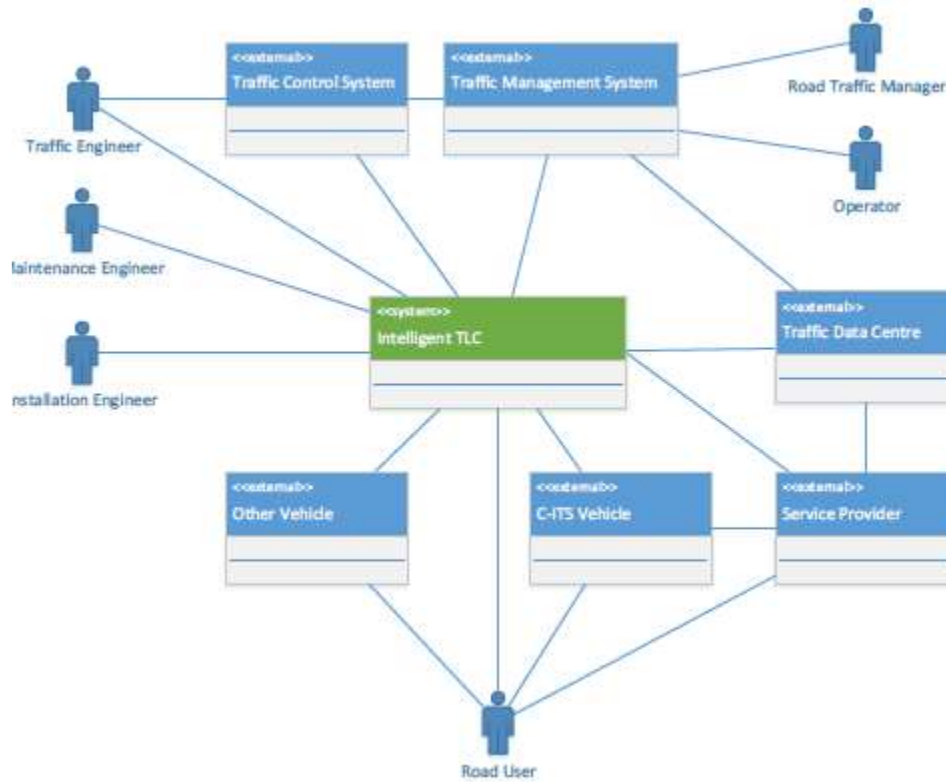 <<external>>
Traffic Control System
<<external>>
Traffic Management System
Road Traffic Manager
Traffic Engineer
Operator
Maintenance Engineer
<<system>>
Intelligent TLC
<<external>>
Traffic Data Centre
nstallation Engineer
<<external>>
Other Vehicle
<<external>>
C-ITS Vehicle
<<external>>
Service Provider
Road User